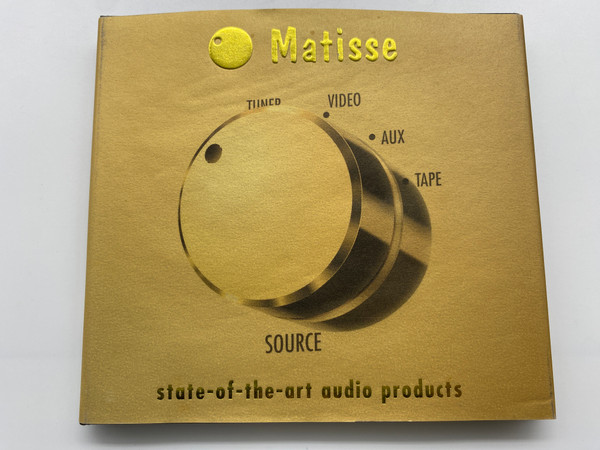 Matisse
TUNER
VIDEO
AUX
TAPE
SOURCE
state-of-the-art audio products